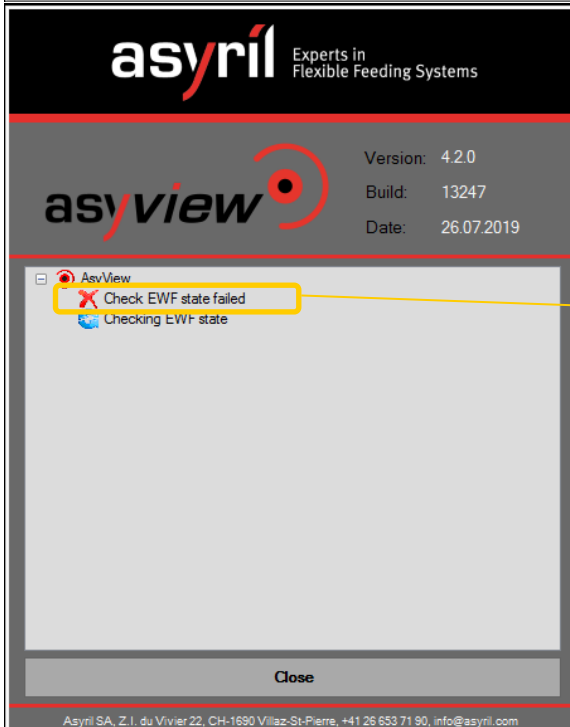 asyril Experts in
Flexible Feeding Systems
asyview
Version: 4.2.0
Build: 13247
Date: 26.07.2019
AsyView
Check EWF state failed
Checking EWF state
Close
Asyril SA, Z.I. du Vivier 22, CH-1690 Villaz-St-Pierre, +41 26 653 71 90, info@asyril.com